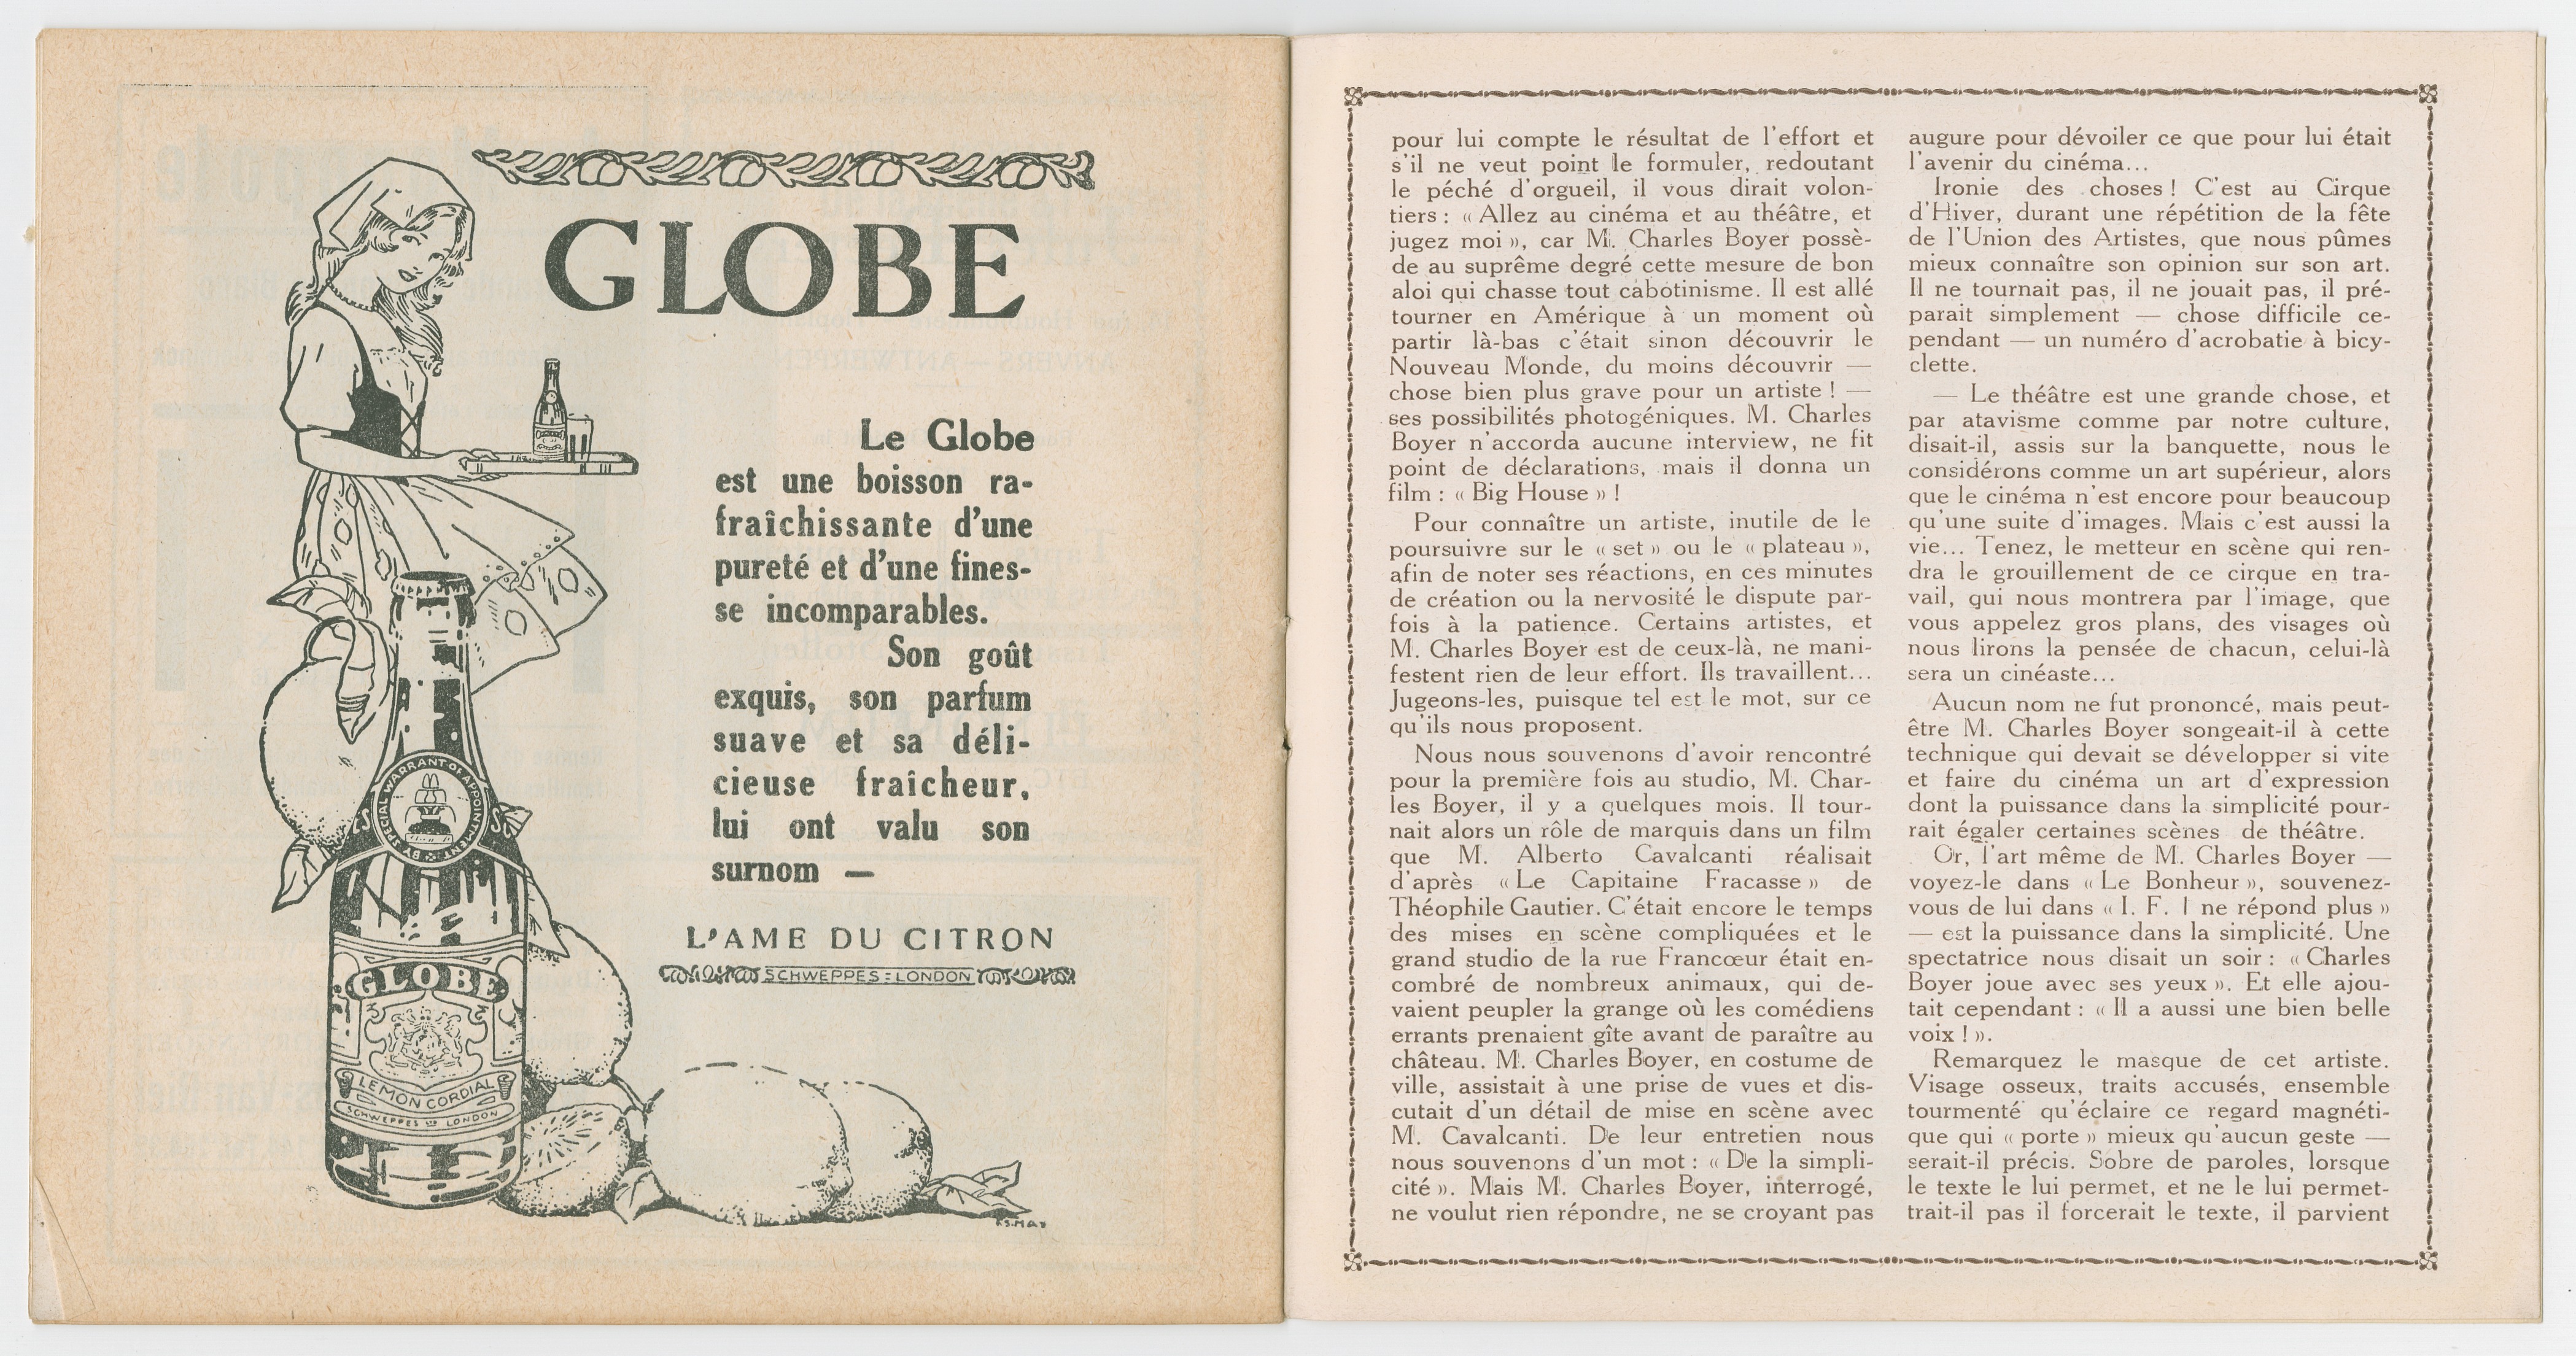 GLOBE
Le Globe
est une boisson ra-
fraîchissante d'une
pureté et d'une fines-
se incomparables.
Son goût
exquis, son parfum
suave et sa déli-
cieuse fraîcheur,
lui ont valu son
surnom —
L'AME DU CITRON
SCHWEPPES=LONDON
BY SPECIAL WARRANT OF APPOINTMENT
GLOBE
LEMON CORDIAL
SCHWEPPES LTD LONDON
pour lui compte le résultat de l'effort et
s'il ne veut point le formuler, redoutant
le péché d'orgueil, il vous dirait volon-
tiers : « Allez au cinéma et au théâtre, et
jugez moi », car M. Charles Boyer possè-
de au suprême degré cette mesure de bon
aloi qui chasse tout cabotinisme. Il est allé
tourner en Amérique à un moment où
partir là-bas c'était sinon découvrir le
Nouveau Monde, du moins découvrir —
chose bien plus grave pour un artiste ! —
ses possibilités photogéniques. M. Charles
Boyer n'accorda aucune interview, ne fit
point de déclarations, mais il donna un
film : « Big House » !
Pour connaître un artiste, inutile de le
poursuivre sur le « set » ou le « plateau »,
afin de noter ses réactions, en ces minutes
de création ou la nervosité le dispute par-
fois à la patience. Certains artistes, et
M. Charles Boyer est de ceux-là, ne mani-
festent rien de leur effort. Ils travaillent...
Jugeons-les, puisque tel est le mot, sur ce
qu'ils nous proposent.
Nous nous souvenons d'avoir rencontré
pour la première fois au studio, M. Char-
les Boyer, il y a quelques mois. Il tour-
nait alors un rôle de marquis dans un film
que M. Alberto Cavalcanti réalisait
d'après « Le Capitaine Fracasse » de
Théophile Gautier. C'était encore le temps
des mises en scène compliquées et le
grand studio de la rue Francœur était en-
combré de nombreux animaux, qui de-
vaient peupler la grange où les comédiens
errants prenaient gîte avant de paraître au
château. M. Charles Boyer, en costume de
ville, assistait à une prise de vues et dis-
cutait d'un détail de mise en scène avec
M. Cavalcanti. De leur entretien nous
nous souvenons d'un mot : « De la simpli-
cité ». Mais M. Charles Boyer, interrogé,
ne voulut rien répondre, ne se croyant pas
augure pour dévoiler ce que pour lui était
l'avenir du cinéma...
Ironie des choses ! C'est au Cirque
d'Hiver, durant une répétition de la fête
de l'Union des Artistes, que nous pûmes
mieux connaître son opinion sur son art.
Il ne tournait pas, il ne jouait pas, il pré-
parait simplement — chose difficile ce-
pendant — un numéro d'acrobatie à bicy-
clette.
— Le théâtre est une grande chose, et
par atavisme comme par notre culture,
disait-il, assis sur la banquette, nous le
considérons comme un art supérieur, alors
que le cinéma n'est encore pour beaucoup
qu'une suite d'images. Mais c'est aussi la
vie... Tenez, le metteur en scène qui ren-
dra le grouillement de ce cirque en tra-
vail, qui nous montrera par l'image, que
vous appelez gros plans, des visages où
nous lirons la pensée de chacun, celui-là
sera un cinéaste...
Aucun nom ne fut prononcé, mais peut-
être M. Charles Boyer songeait-il à cette
technique qui devait se développer si vite
et faire du cinéma un art d'expression
dont la puissance dans la simplicité pour-
rait égaler certaines scènes de théâtre.
Or, l'art même de M. Charles Boyer —
voyez-le dans « Le Bonheur », souvenez-
vous de lui dans « I. F. I ne répond plus »
— est la puissance dans la simplicité. Une
spectatrice nous disait un soir : « Charles
Boyer joue avec ses yeux ». Et elle ajou-
tait cependant : « Il a aussi une bien belle
voix ! ».
Remarquez le masque de cet artiste.
Visage osseux, traits accusés, ensemble
tourmenté qu'éclaire ce regard magnéti-
que qui « porte » mieux qu'aucun geste —
serait-il précis. Sobre de paroles, lorsque
le texte le lui permet, et ne le lui permet-
trait-il pas il forcerait le texte, il parvient